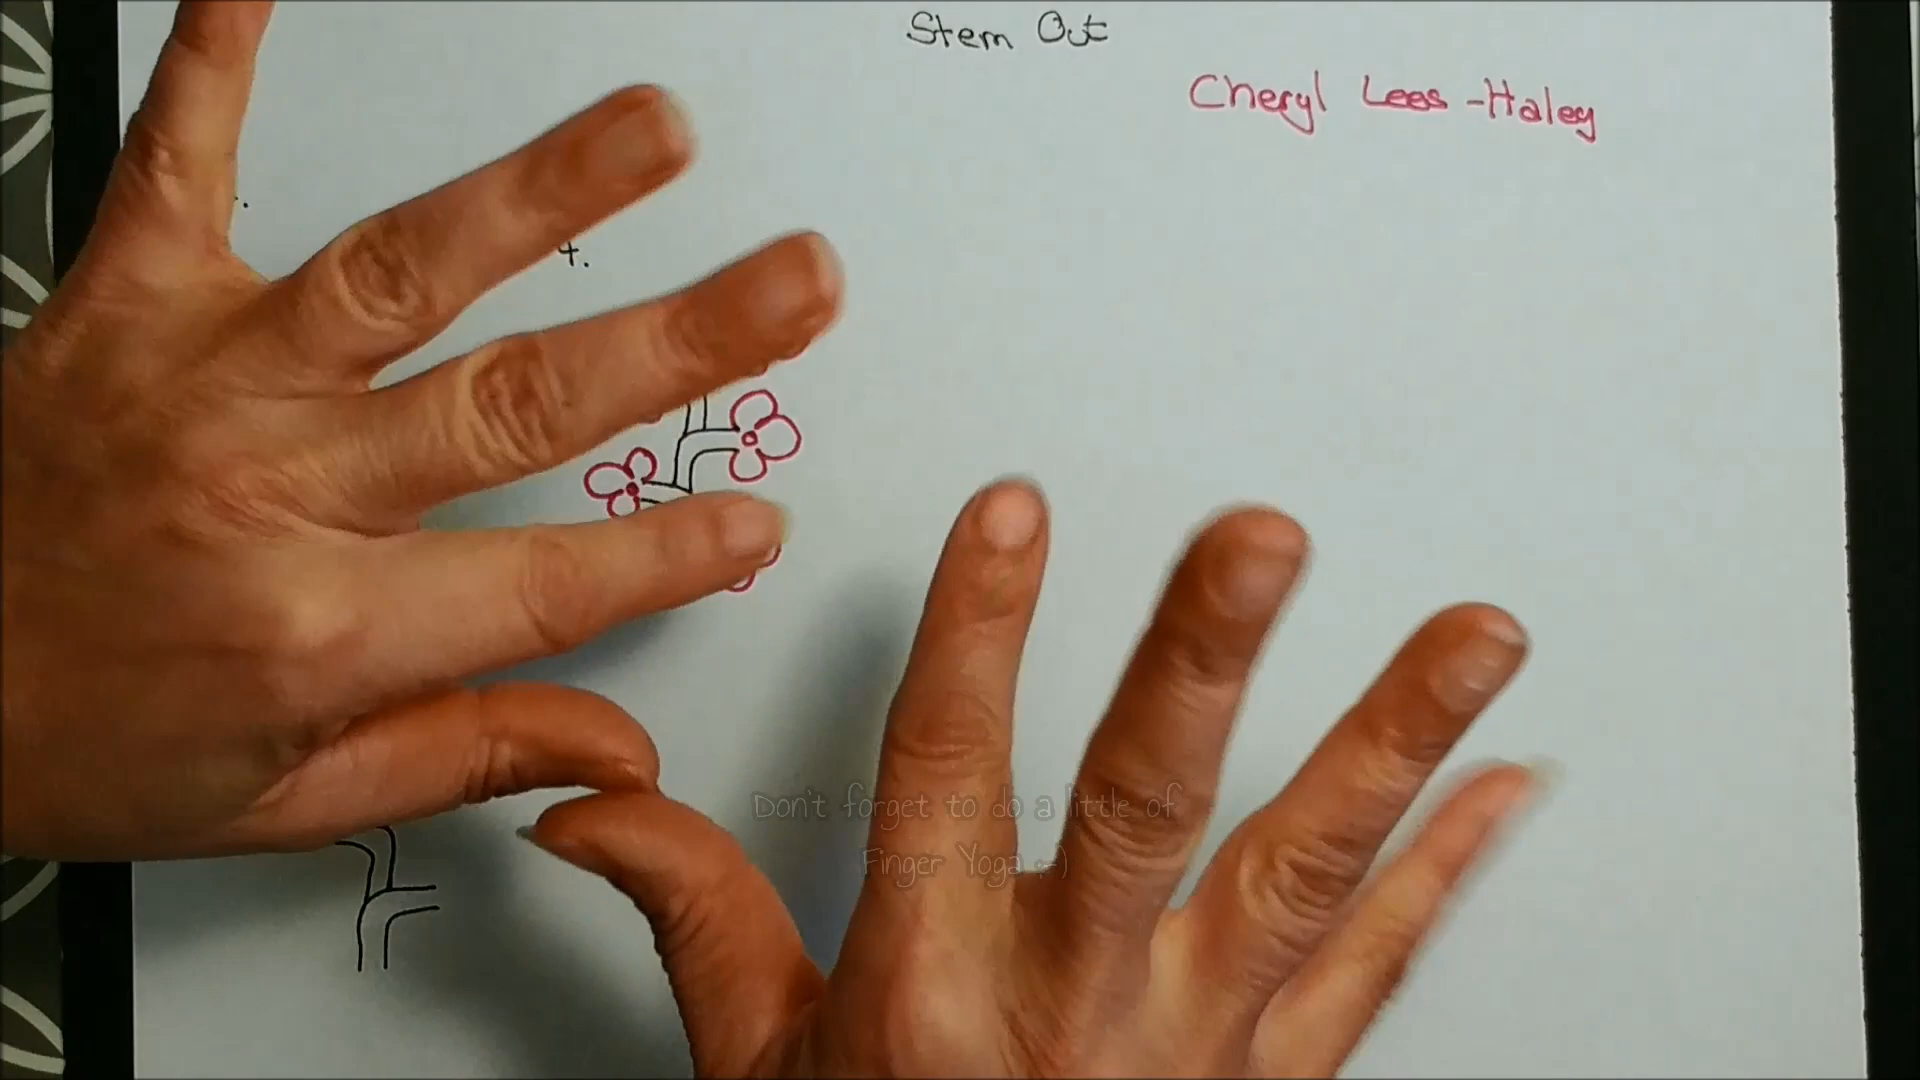 Stem Out
Cheryl Lees-Haley
4.
Don't forget to do a little of
Finger Yoga :-)